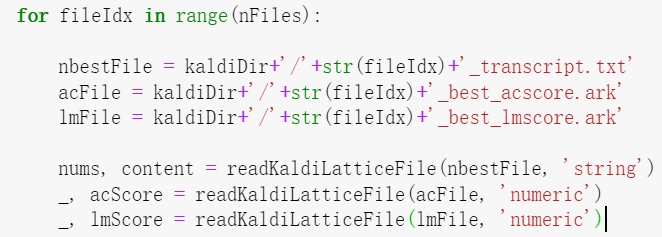 for fileIdx in range(nFiles):
nbestFile = kaldiDir+'/'+str(fileIdx)+'_transcript.txt'
acFile = kaldiDir+'/'+str(fileIdx)+'_best_acscore.ark'
lmFile = kaldiDir+'/'+str(fileIdx)+'_best_lmscore.ark'
nums, content = readKaldiLatticeFile(nbestFile, 'string')
_, acScore = readKaldiLatticeFile(acFile, 'numeric')
_, lmScore = readKaldiLatticeFile(lmFile, 'numeric')